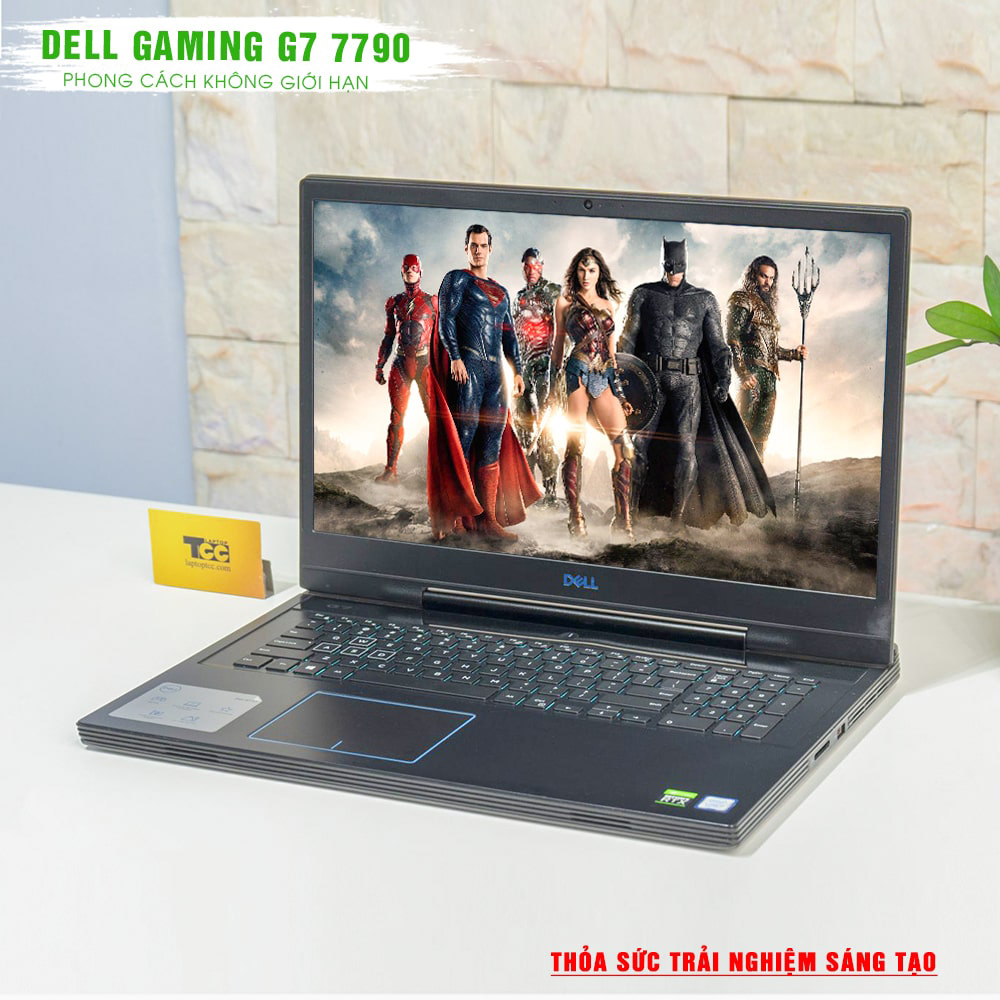 DELL GAMING G7 7790
PHONG CÁCH KHÔNG GIỚI HẠN
DELL
LAPTOP
TCC
laptoptcc.com
RTX
THỎA SỨC TRẢI NGHIỆM SÁNG TẠO